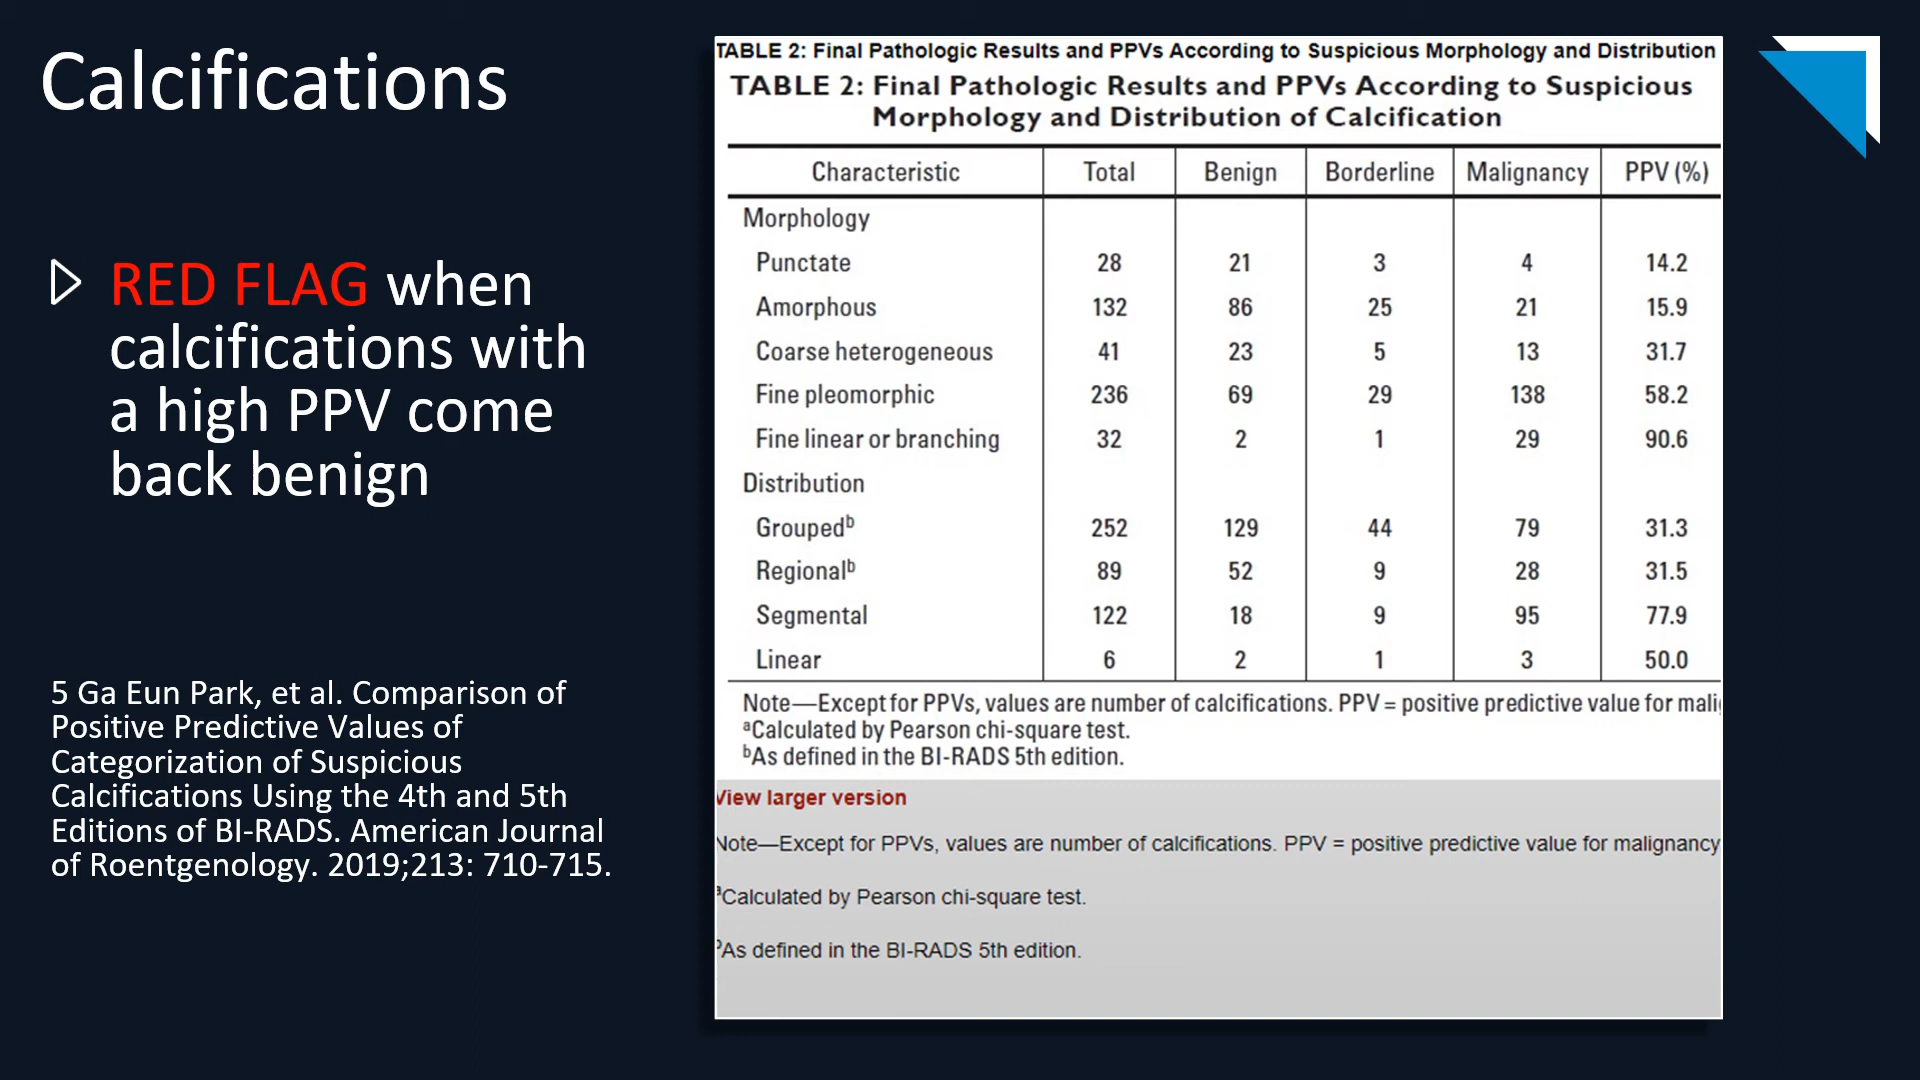 Calcifications
RED FLAG when
calcifications with
a high PPV come
back benign
5 Ga Eun Park, et al. Comparison of
Positive Predictive Values of
Categorization of Suspicious
Calcifications Using the 4th and 5th
Editions of BI-RADS. American Journal
of Roentgenology. 2019;213: 710-715.
TABLE 2: Final Pathologic Results and PPVs According to Suspicious Morphology and Distribution
TABLE 2: Final Pathologic Results and PPVs According to Suspicious
Morphology and Distribution of Calcification
Characteristic Total Benign Borderline Malignancy PPV (%)
Morphology
Punctate 28 21 3 4 14.2
Amorphous 132 86 25 21 15.9
Coarse heterogeneous 41 23 5 13 31.7
Fine pleomorphic 236 69 29 138 58.2
Fine linear or branching 32 2 1 29 90.6
Distribution
Groupedᵇ 252 129 44 79 31.3
Regionalᵇ 89 52 9 28 31.5
Segmental 122 18 9 95 77.9
Linear 6 2 1 3 50.0
Note—Except for PPVs, values are number of calcifications. PPV = positive predictive value for mali
ᵃCalculated by Pearson chi-square test.
ᵇAs defined in the BI-RADS 5th edition.
View larger version
Note—Except for PPVs, values are number of calcifications. PPV = positive predictive value for malignancy
ᵃCalculated by Pearson chi-square test.
ᵇAs defined in the BI-RADS 5th edition.